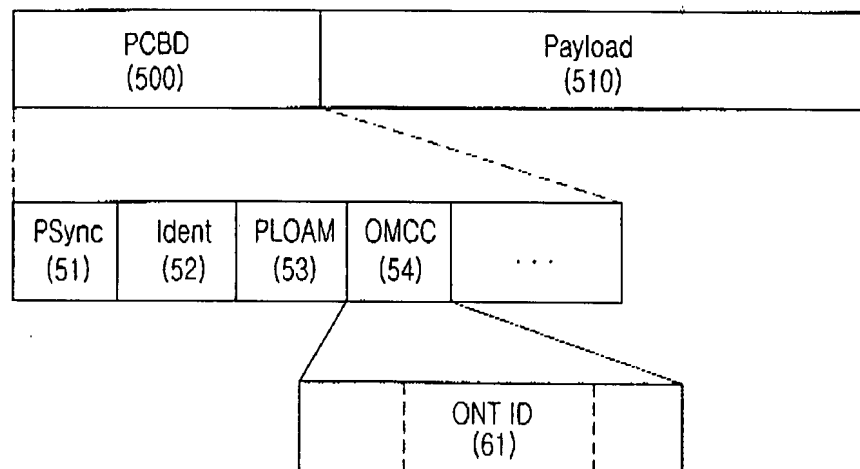 PCBD
(500)
Payload
(510)
PSync
(51)
Ident
(52)
PLOAM
(53)
OMCC
(54)
...
ONT ID
(61)